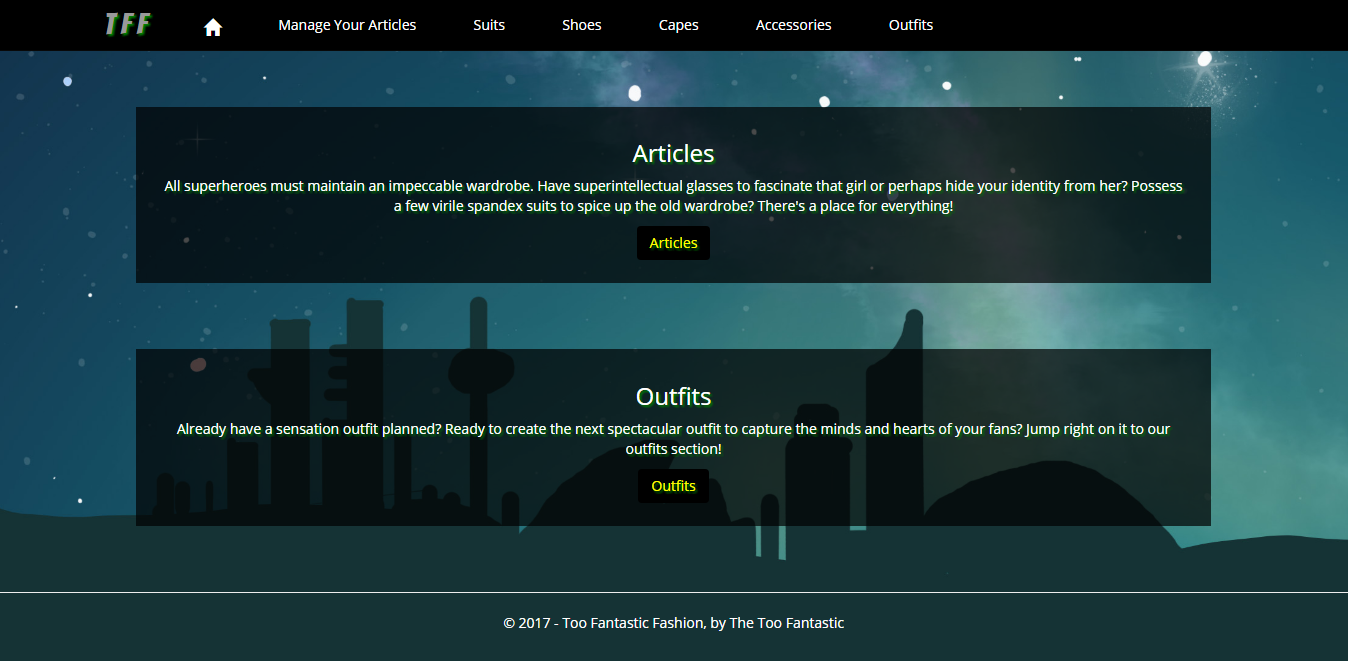 TFF Manage Your Articles Suits Shoes Capes Accessories Outfits
Articles
All superheroes must maintain an impeccable wardrobe. Have superintellectual glasses to fascinate that girl or perhaps hide your identity from her? Possess
a few virile spandex suits to spice up the old wardrobe? There's a place for everything!
Articles
Outfits
Already have a sensation outfit planned? Ready to create the next spectacular outfit to capture the minds and hearts of your fans? Jump right on it to our
outfits section!
Outfits
© 2017 - Too Fantastic Fashion, by The Too Fantastic